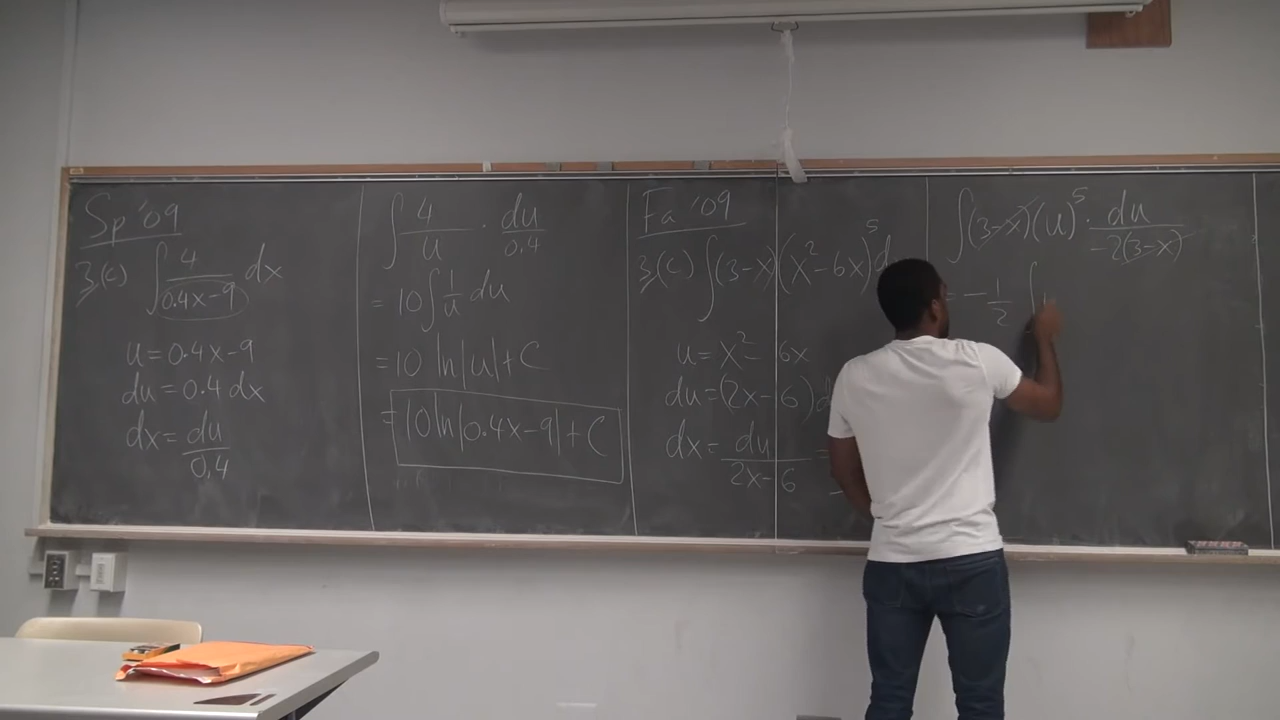 Sp '09
3(c) ∫ 4/(0.4x-9) dx
u = 0.4x-9
du = 0.4 dx
dx = du/0.4
∫ 4/u · du/0.4
= 10 ∫ 1/u du
= 10 ln|u| + C
= 10 ln|0.4x-9| + C
Fa '09
3(c) ∫ (3-x)(x²-6x)⁵ d
u = x²-6x
du = (2x-6)d
dx = du/(2x-6) =
∫ (3-x)(u)⁵ · du/(-2(3-x))
= -1/2 ∫